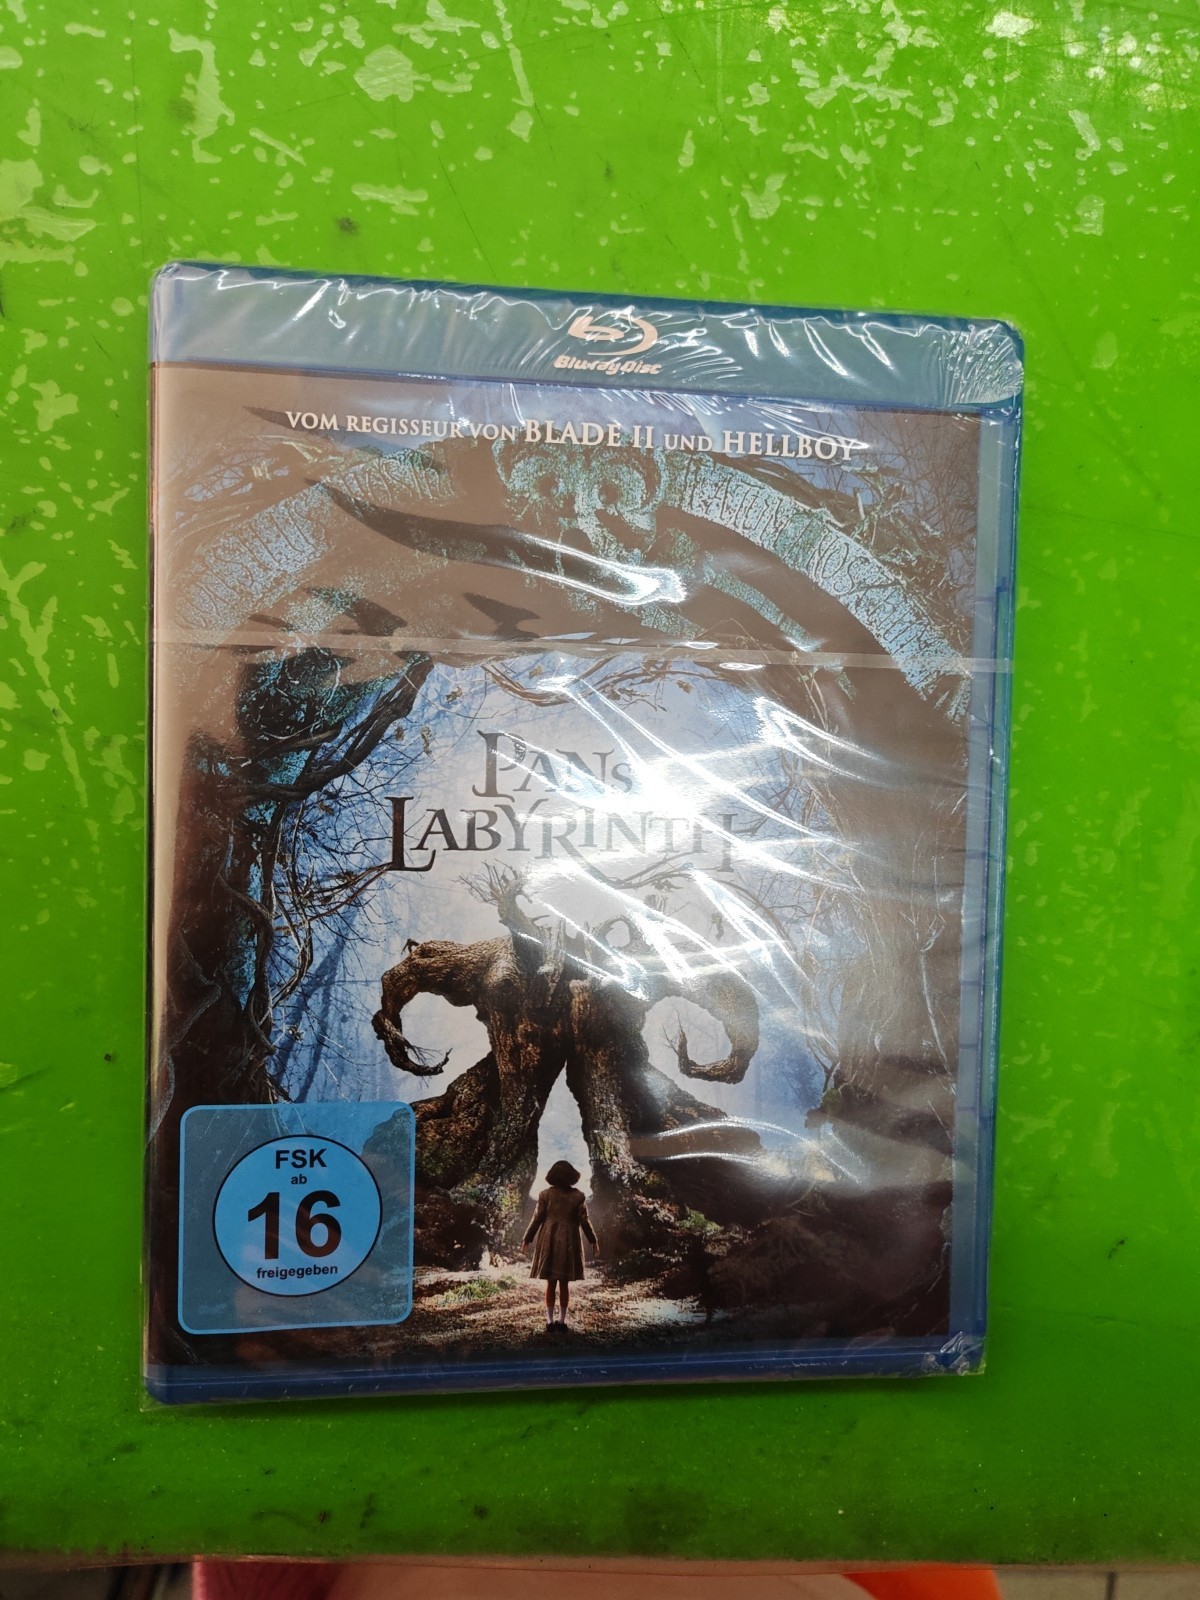 Blu-ray Disc
VOM REGISSEUR VON BLADE II UND HELLBOY
PANS
LABYRINTH
FSK
ab
16
freigegeben